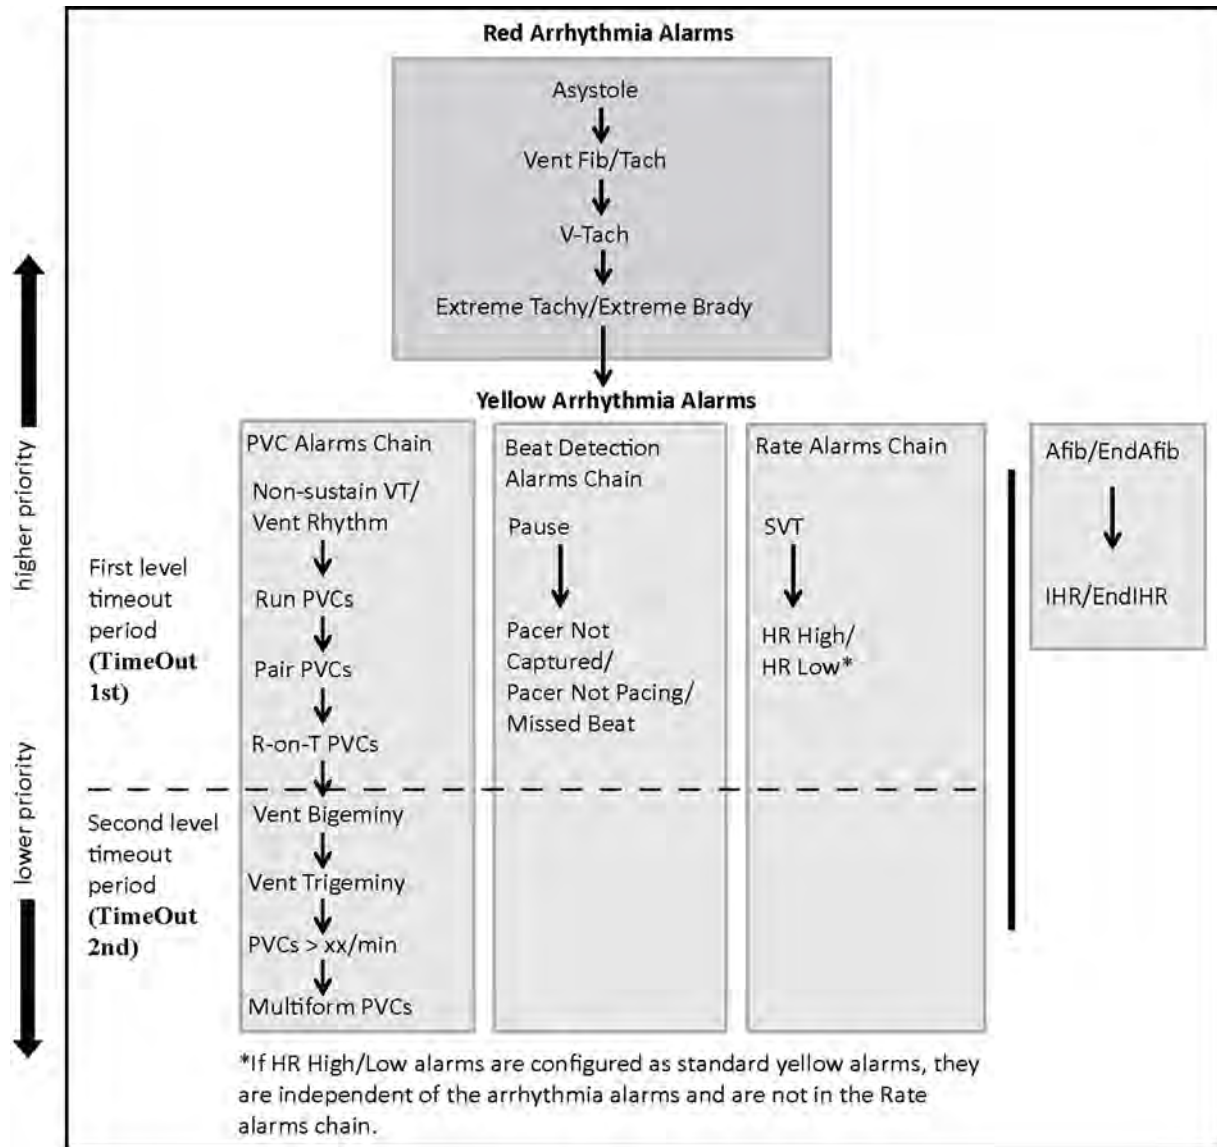 Red Arrhythmia Alarms
Asystole
Vent Fib/Tach
V-Tach
Extreme Tachy/Extreme Brady
Yellow Arrhythmia Alarms
higher priority
lower priority
First level
timeout
period
(TimeOut
1st)
Second level
timeout
period
(TimeOut
2nd)
PVC Alarms Chain
Non-sustain VT/
Vent Rhythm
Run PVCs
Pair PVCs
R-on-T PVCs
Vent Bigeminy
Vent Trigeminy
PVCs > xx/min
Multiform PVCs
Beat Detection
Alarms Chain
Pause
Pacer Not
Captured/
Pacer Not Pacing/
Missed Beat
Rate Alarms Chain
SVT
HR High/
HR Low*
Afib/EndAfib
IHR/EndIHR
*If HR High/Low alarms are configured as standard yellow alarms, they
are independent of the arrhythmia alarms and are not in the Rate
alarms chain.